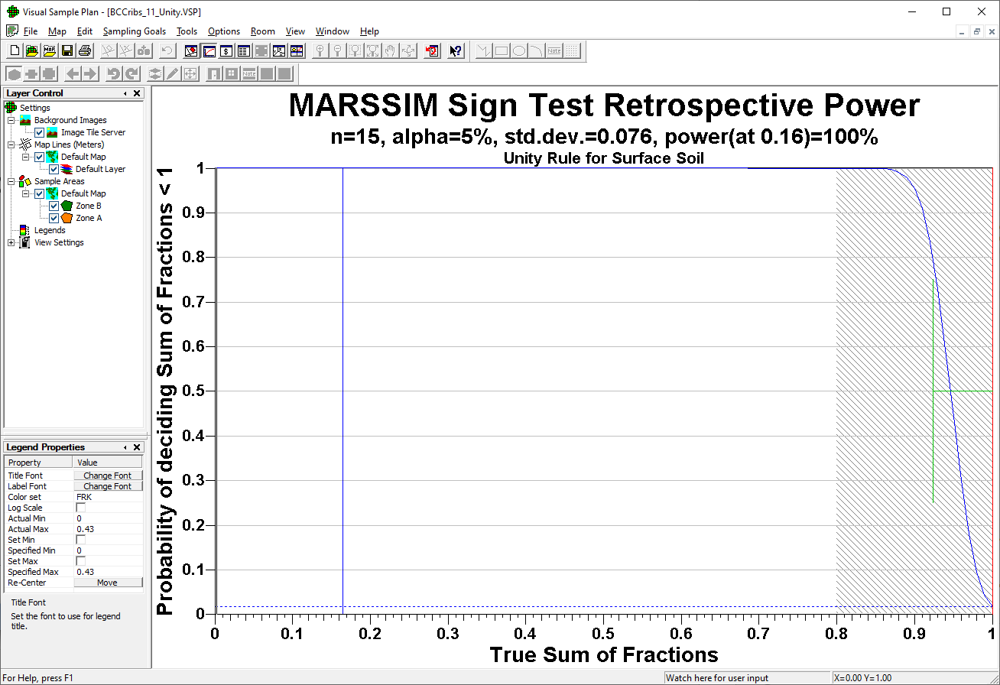 Visual Sample Plan - [BCCribs_11_Unity.VSP]
File Map Edit Sampling Goals Tools Options Room View Window Help
MAP
Note
Note
Layer Control
Settings
Background Images
Image Tile Server
Map Lines (Meters)
Default Map
Default Layer
Sample Areas
Default Map
Zone B
Zone A
Legends
View Settings
Legend Properties
Property Value
Title Font Change Font
Label Font Change Font
Color set FRK
Log Scale
Actual Min 0
Actual Max 0.43
Set Min
Specified Min 0
Set Max
Specified Max 0.43
Re-Center Move
Title Font
Set the font to use for legend
title.
MARSSIM Sign Test Retrospective Power
n=15, alpha=5%, std.dev.=0.076, power(at 0.16)=100%
Unity Rule for Surface Soil
Probability of deciding Sum of Fractions < 1
1
0.9
0.8
0.7
0.6
0.5
0.4
0.3
0.2
0.1
0
0 0.1 0.2 0.3 0.4 0.5 0.6 0.7 0.8 0.9 1
True Sum of Fractions
For Help, press F1
Watch here for user input
X=0.00 Y=1.00